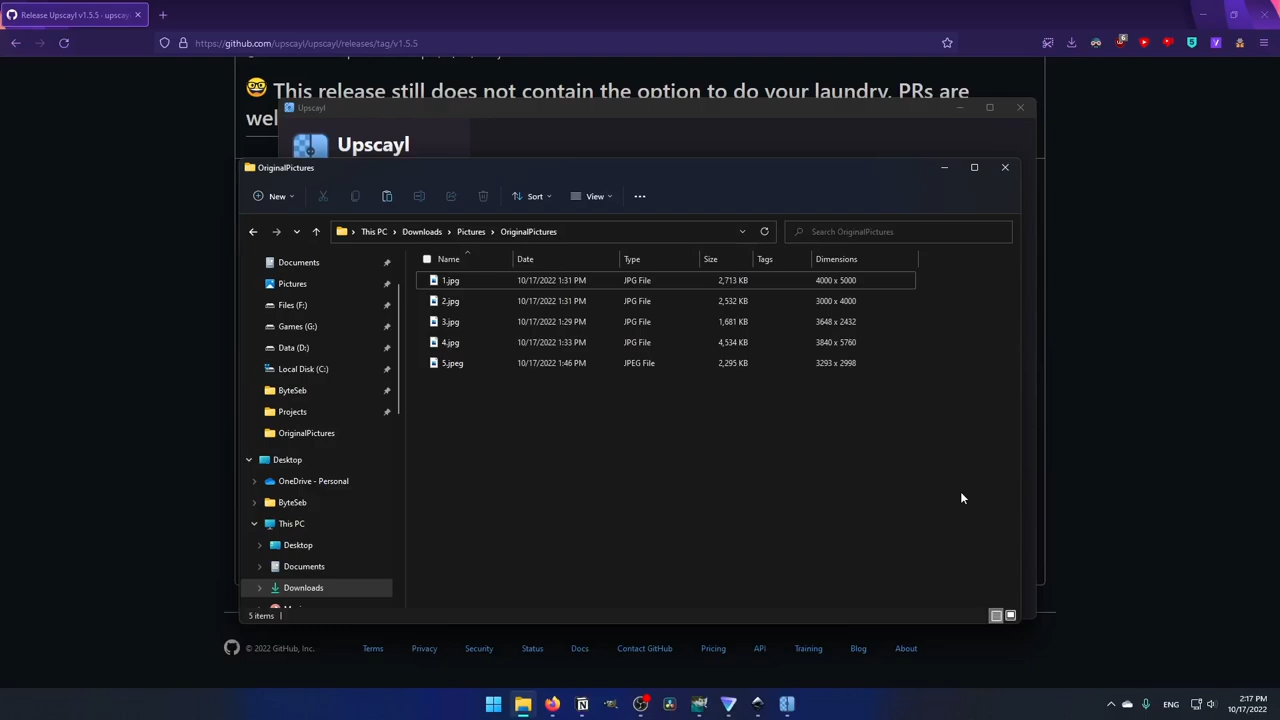 Release Upscayl v1.5.5 - upscay
https://github.com/upscayl/upscayl/releases/tag/v1.5.5
6
This release still does not contain the option to do your laundry. PRs are
wel
Upscayl
Upscayl
OriginalPictures
New
Sort
View
This PC
Downloads
Pictures
OriginalPictures
Search OriginalPictures
Documents
Pictures
Files (F:)
Games (G:)
Data (D:)
Local Disk (C:)
ByteSeb
Projects
OriginalPictures
Desktop
OneDrive - Personal
ByteSeb
This PC
Desktop
Documents
Downloads
Name Date Type Size Tags Dimensions
1.jpg 10/17/2022 1:31 PM JPG File 2,713 KB 4000 x 5000
2.jpg 10/17/2022 1:31 PM JPG File 2,532 KB 3000 x 4000
3.jpg 10/17/2022 1:29 PM JPG File 1,681 KB 3648 x 2432
4.jpg 10/17/2022 1:33 PM JPG File 4,534 KB 3840 x 5760
5.jpeg 10/17/2022 1:46 PM JPEG File 2,295 KB 3293 x 2998
5 items
© 2022 GitHub, Inc. Terms Privacy Security Status Docs Contact GitHub Pricing API Training Blog About
ENG
2:17 PM
10/17/2022